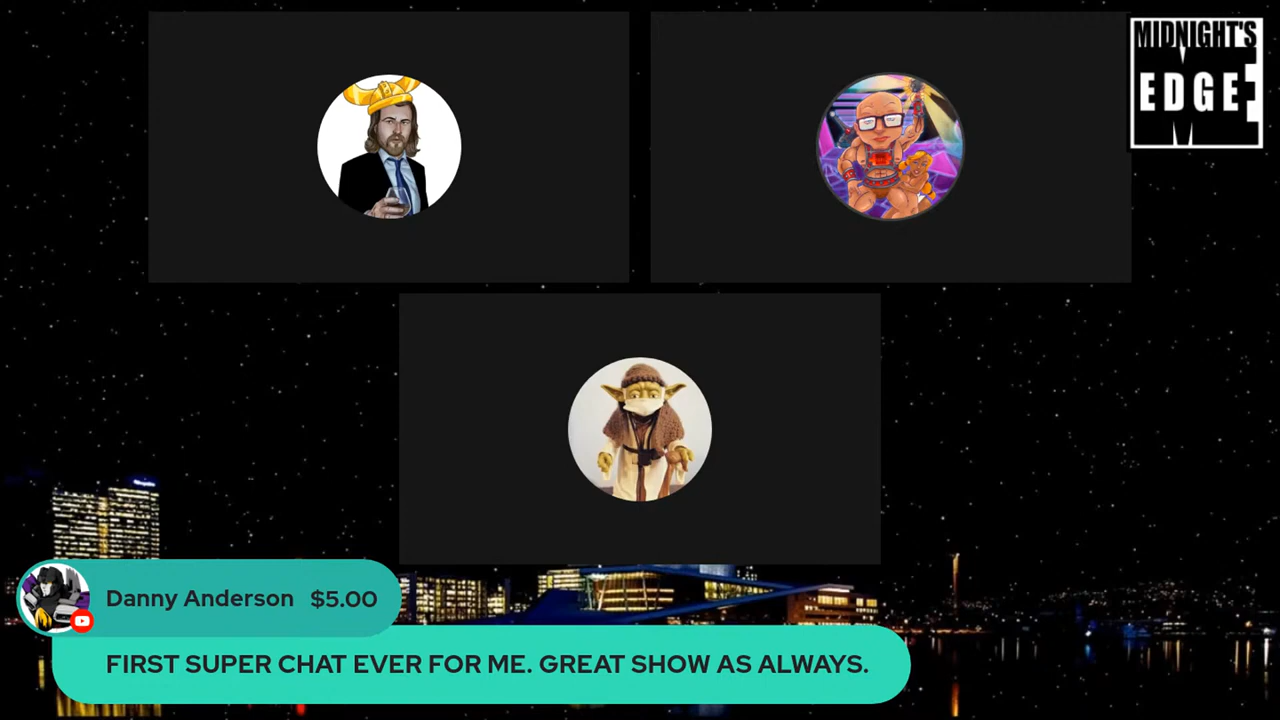 MIDNIGHT'S
EDGE
Danny Anderson $5.00
FIRST SUPER CHAT EVER FOR ME. GREAT SHOW AS ALWAYS.